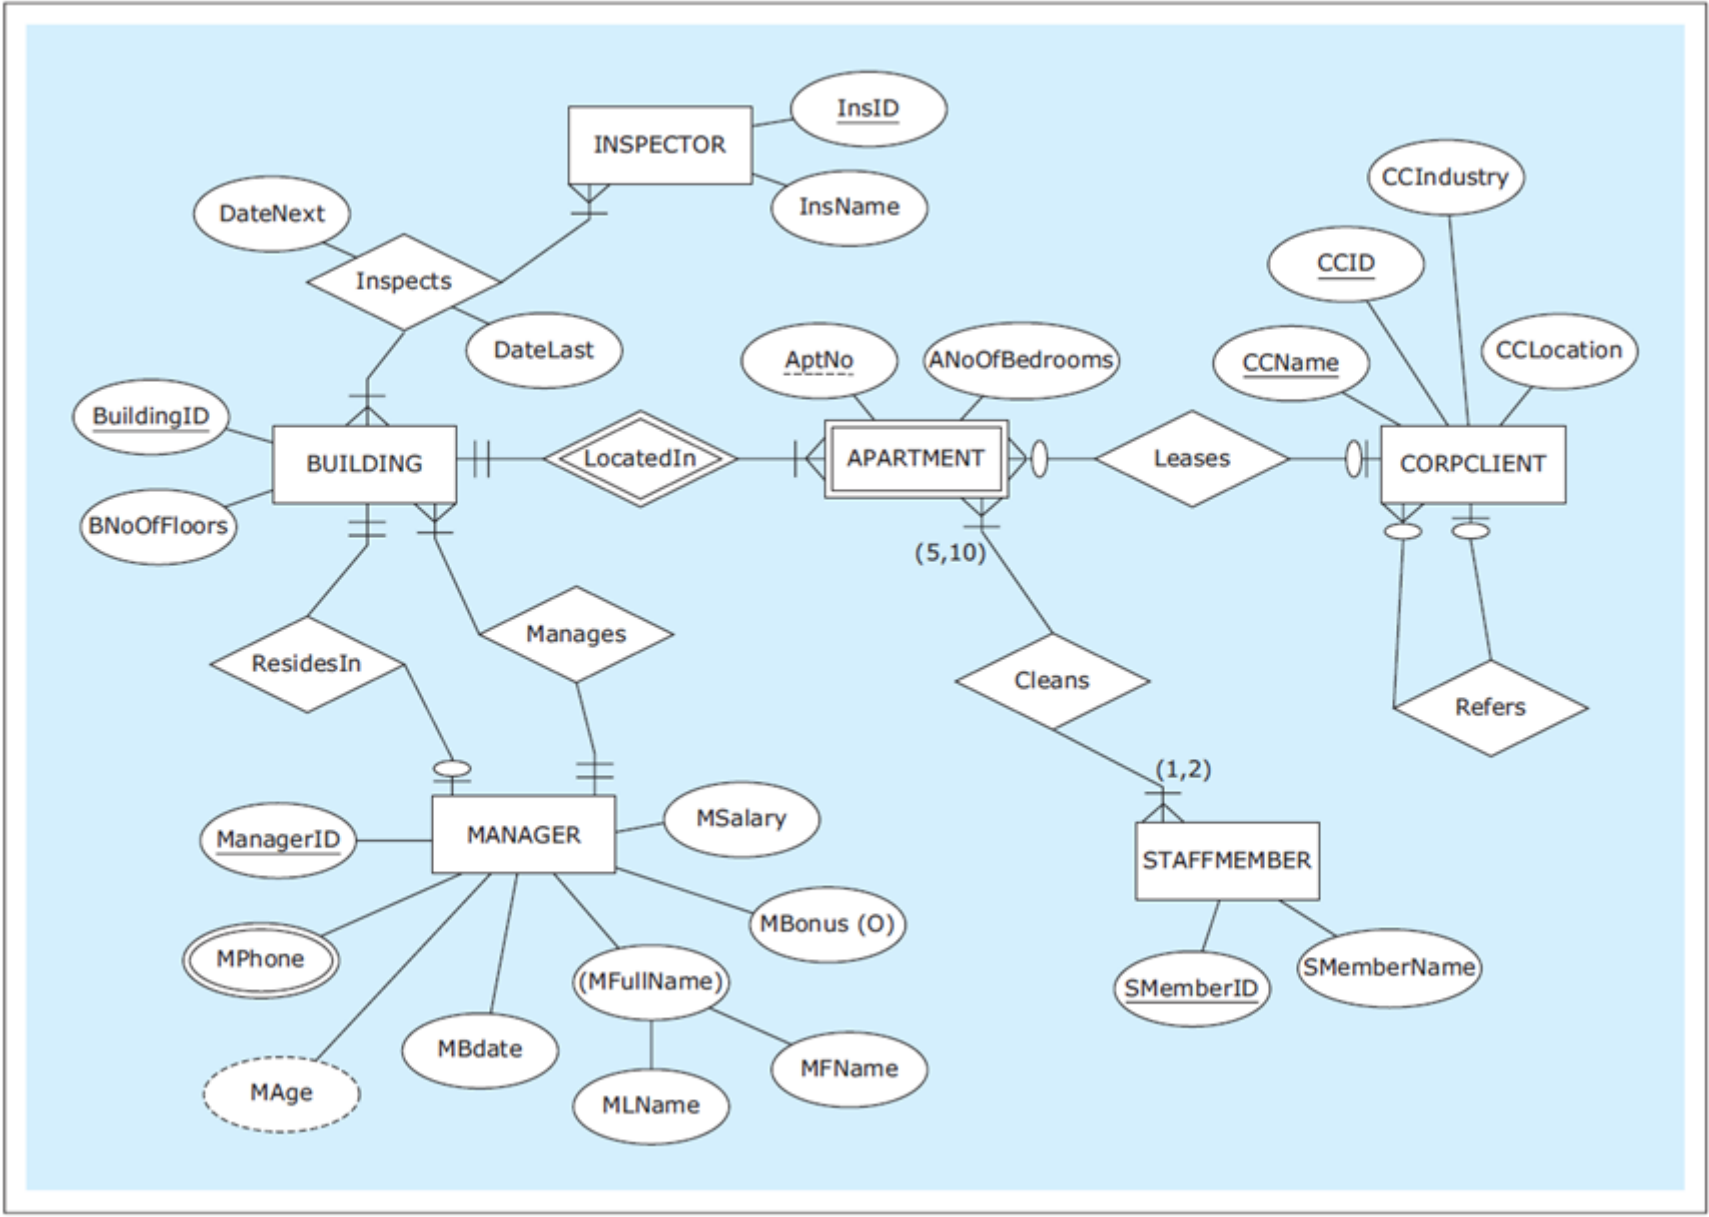 InsID
INSPECTOR
CCIndustry
DateNext
InsName
CCID
Inspects
DateLast
AptNo
ANoOfBedrooms
CCName
CCLocation
BuildingID
BUILDING
LocatedIn
APARTMENT
Leases
CORPCLIENT
BNoOfFloors
(5,10)
Manages
ResidesIn
Cleans
Refers
(1,2)
ManagerID
MANAGER
MSalary
STAFFMEMBER
MPhone
MBonus (O)
(MFullName)
SMemberID
SMemberName
MAge
MBdate
MLName
MFName